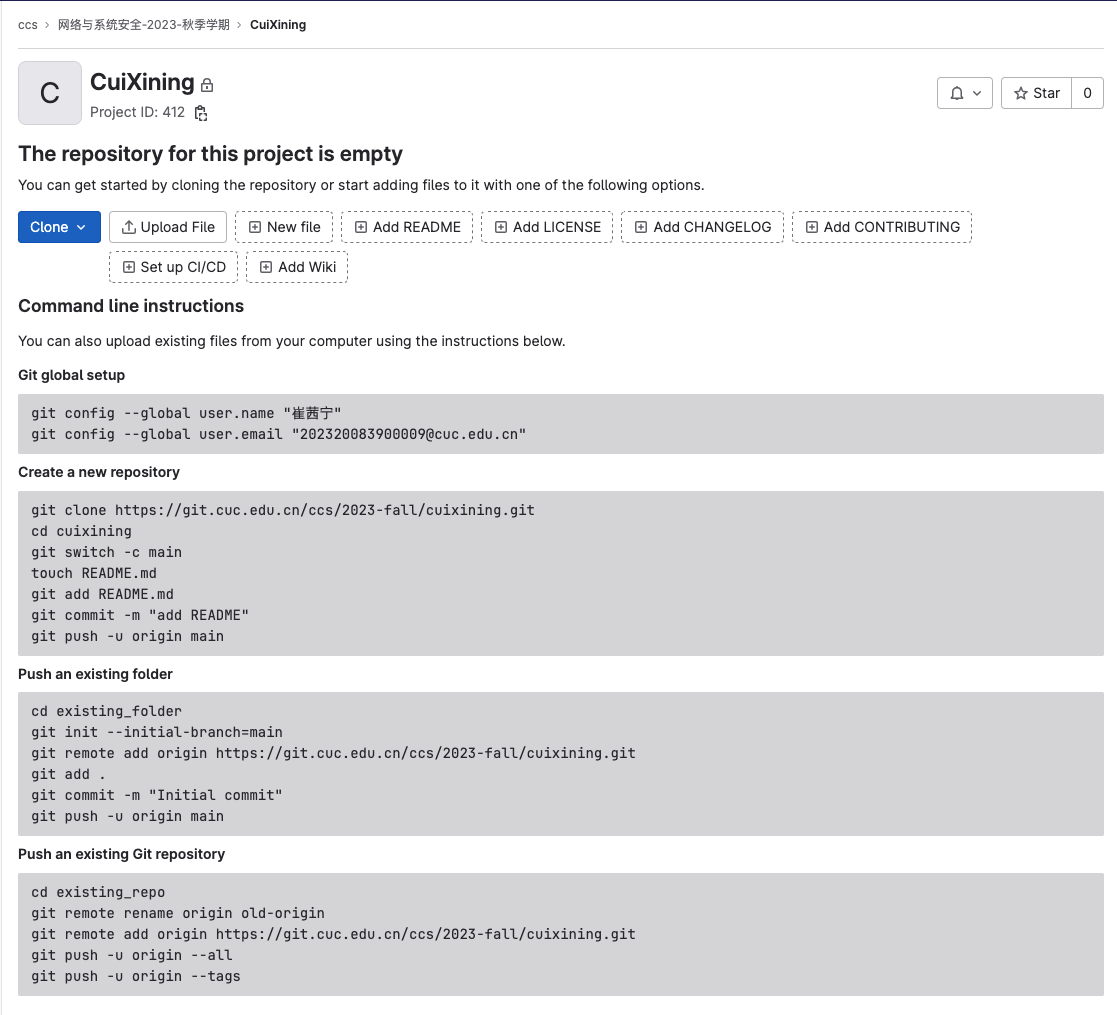 ccs > 网络与系统安全-2023-秋季学期 > CuiXining
C
CuiXining
Project ID: 412
Star 0
The repository for this project is empty
You can get started by cloning the repository or start adding files to it with one of the following options.
Clone Upload File New file Add README Add LICENSE Add CHANGELOG Add CONTRIBUTING
Set up CI/CD Add Wiki
Command line instructions
You can also upload existing files from your computer using the instructions below.
Git global setup
git config --global user.name "崔茜宁"
git config --global user.email "202320083900009@cuc.edu.cn"
Create a new repository
git clone https://git.cuc.edu.cn/ccs/2023-fall/cuixining.git
cd cuixining
git switch -c main
touch README.md
git add README.md
git commit -m "add README"
git push -u origin main
Push an existing folder
cd existing_folder
git init --initial-branch=main
git remote add origin https://git.cuc.edu.cn/ccs/2023-fall/cuixining.git
git add .
git commit -m "Initial commit"
git push -u origin main
Push an existing Git repository
cd existing_repo
git remote rename origin old-origin
git remote add origin https://git.cuc.edu.cn/ccs/2023-fall/cuixining.git
git push -u origin --all
git push -u origin --tags